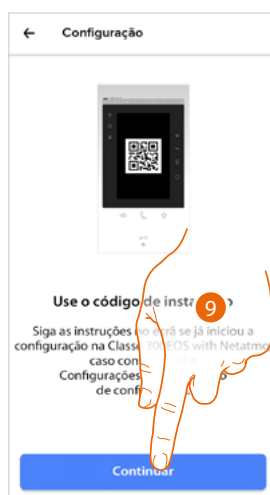 ← Configuração
Use o código de insta
9
Siga as instruções no ecrã se já iniciou a
configuração na Classe 300EOS with Netatmo
caso con
Configurações
de conf
Continuar